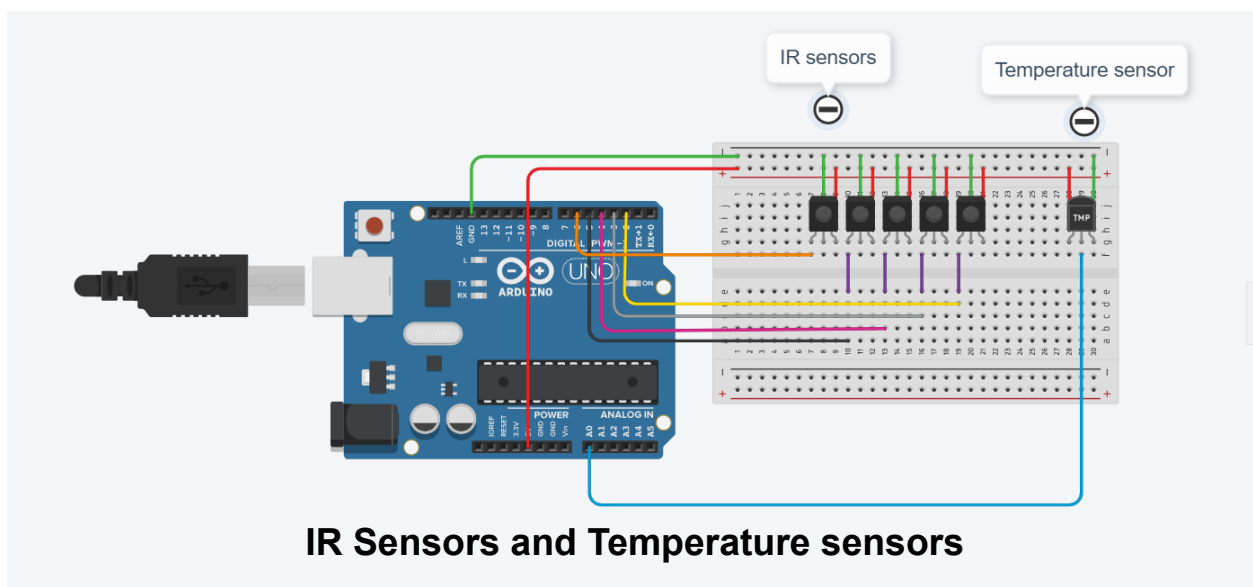 IR sensors
Temperature sensor
TMP
AREF
GND
13
12
~11
~10
~9
8
7
4
2
TX→1
RX←0
DIGITAL PWM~
L
TX
RX
UNO
ON
ARDUINO
POWER
ANALOG IN
IOREF
RESET
3.3V
GND
GND
Vin
A0
A1
A2
A3
A4
A5
IR Sensors and Temperature sensors